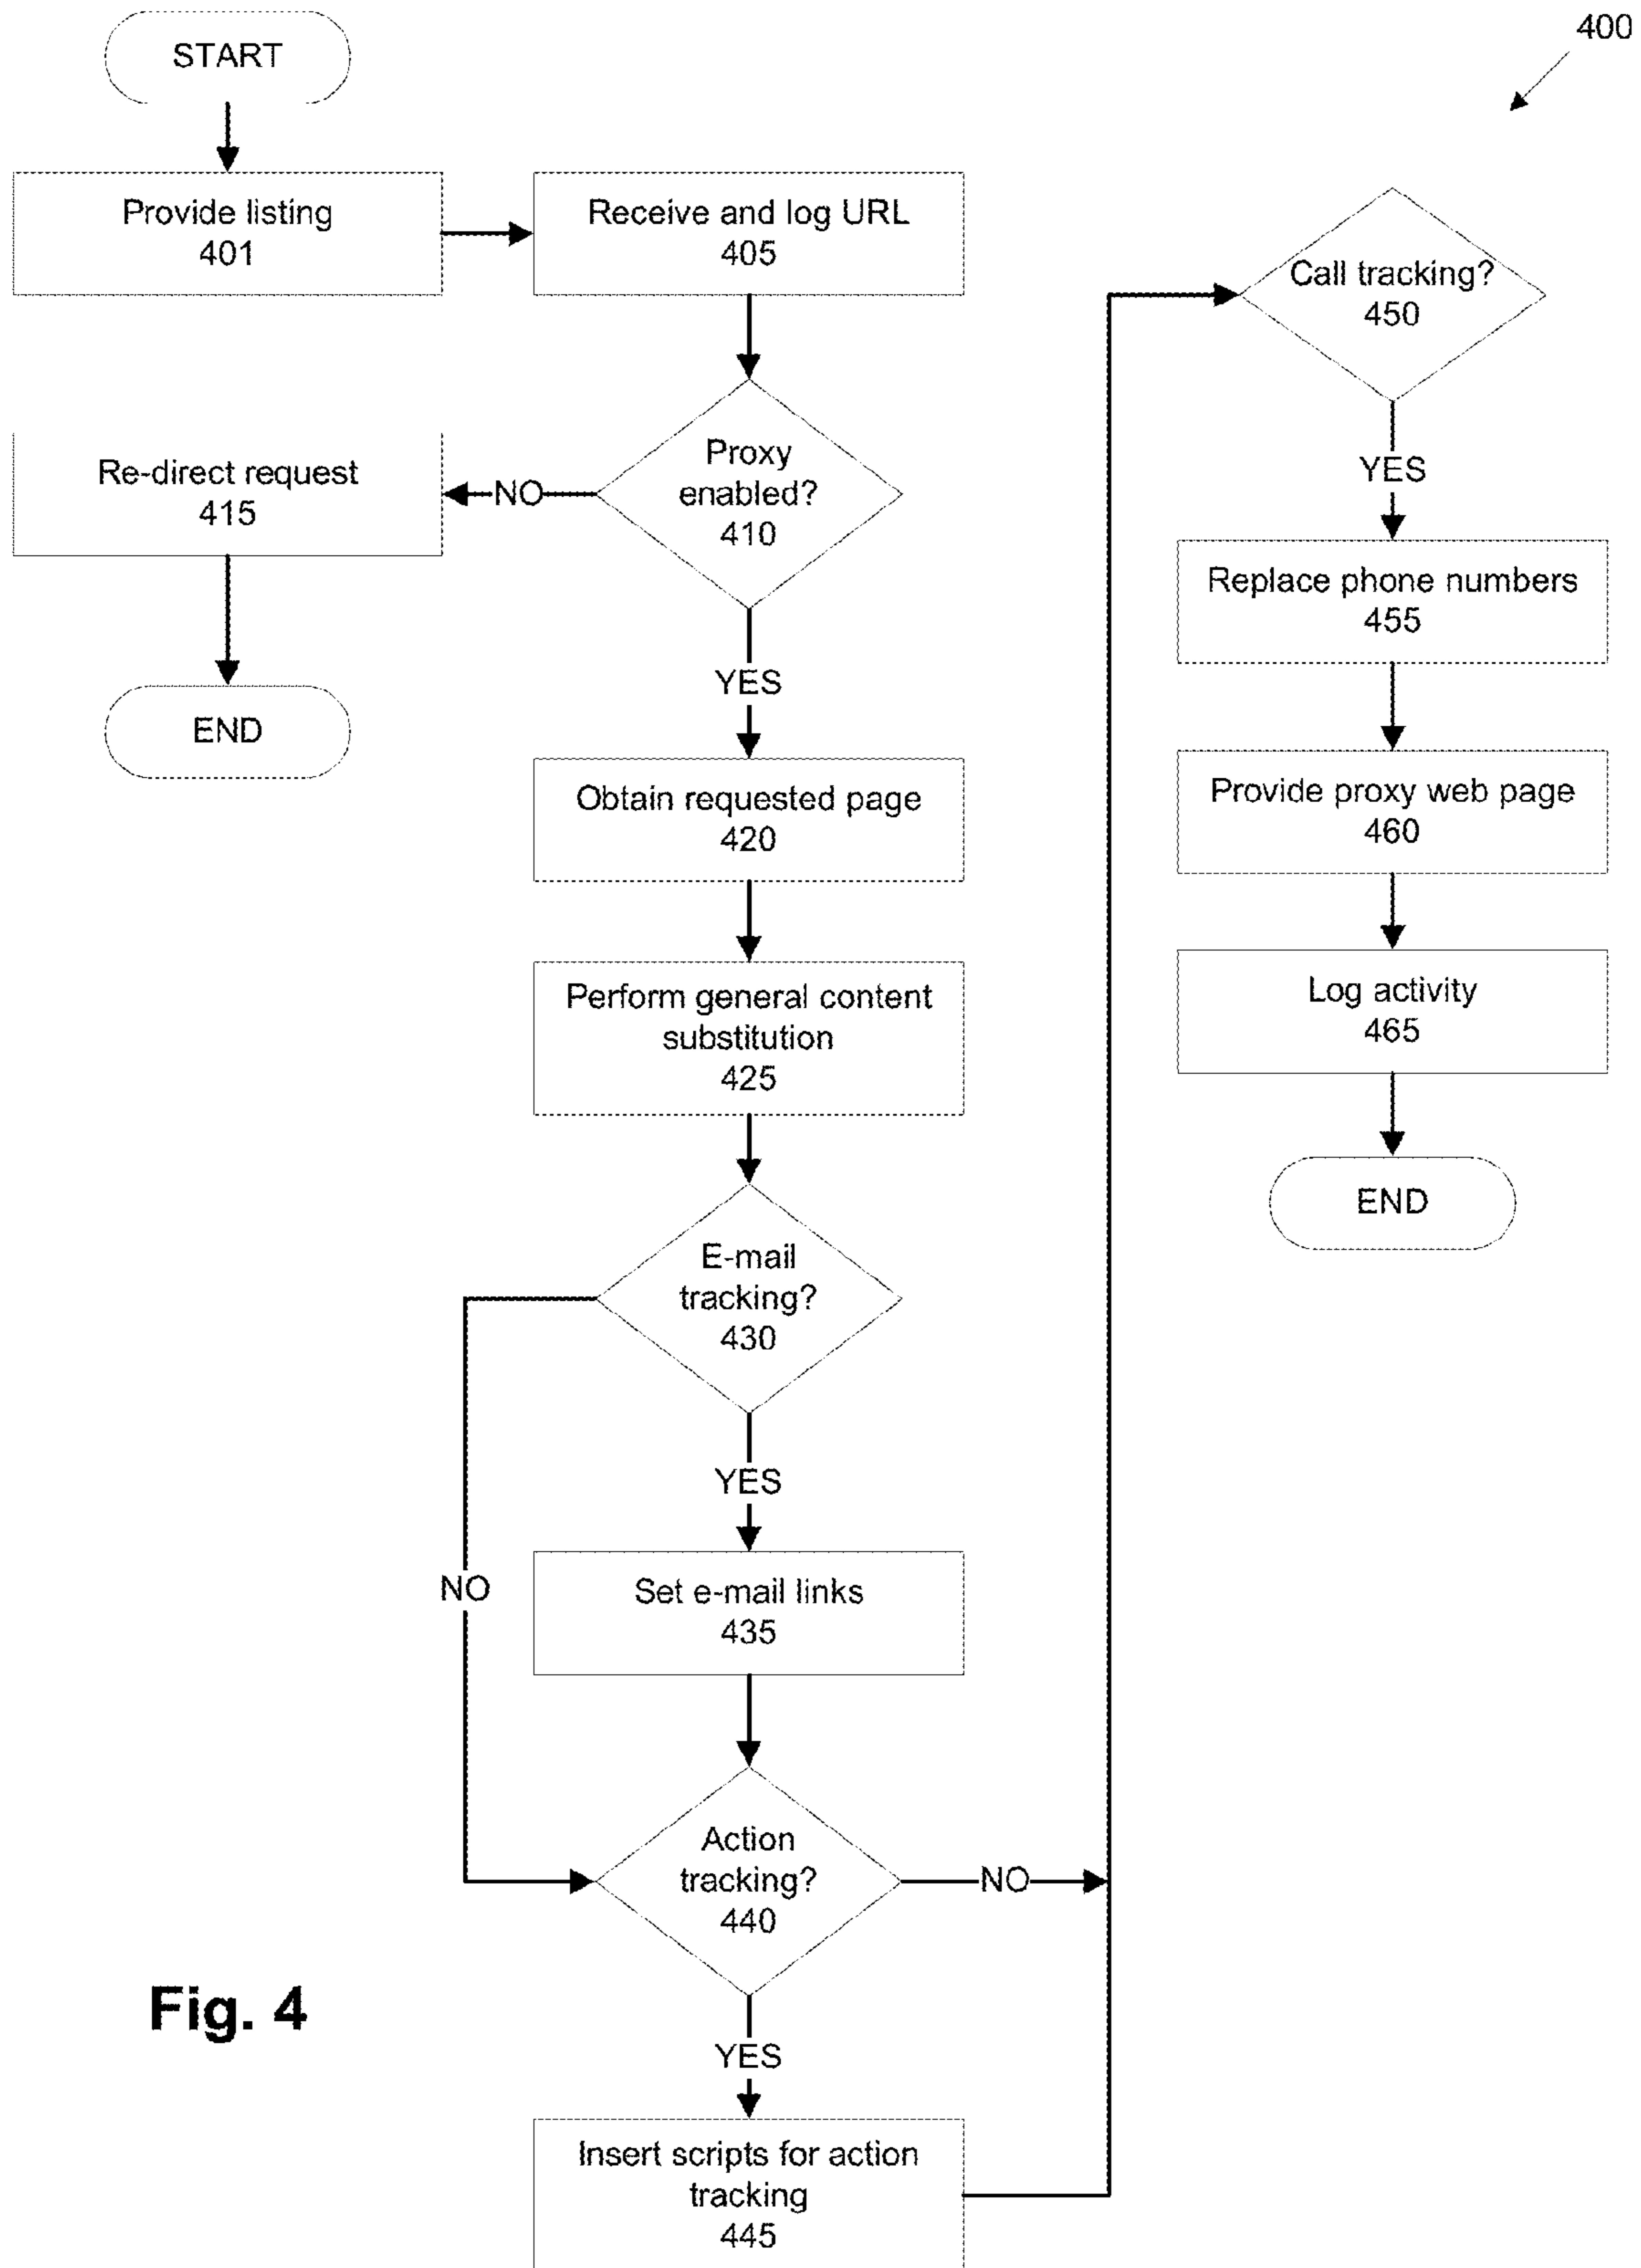 400
START
Provide listing
401
Receive and log URL
405
Proxy
enabled?
410
NO
Re-direct request
415
END
YES
Obtain requested page
420
Perform general content
substitution
425
E-mail
tracking?
430
NO
YES
Set e-mail links
435
Action
tracking?
440
NO
YES
Insert scripts for action
tracking
445
Call tracking?
450
YES
Replace phone numbers
455
Provide proxy web page
460
Log activity
465
END
Fig. 4